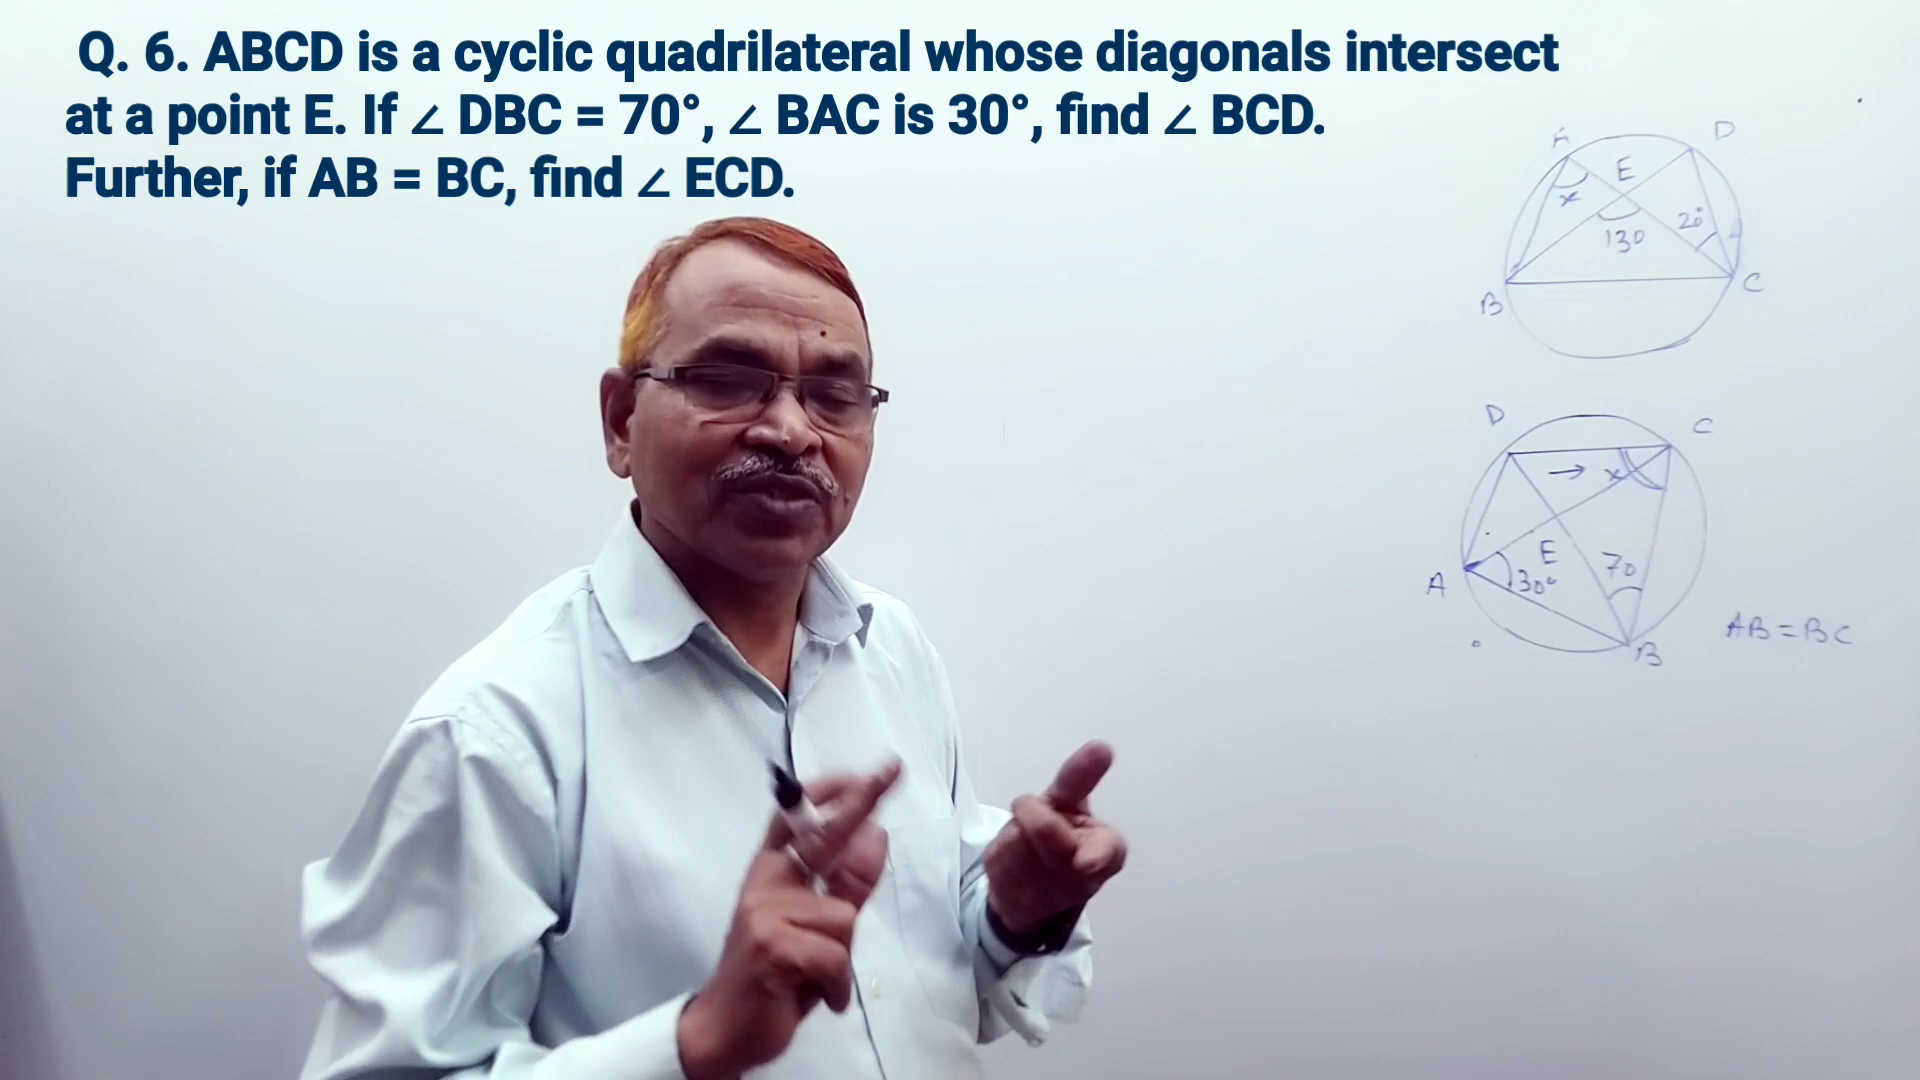 Q. 6. ABCD is a cyclic quadrilateral whose diagonals intersect
at a point E. If ∠ DBC = 70°, ∠ BAC is 30°, find ∠ BCD.
Further, if AB = BC, find ∠ ECD.
A
D
E
x
20°
130
B
C
D
C
→ x
E
70
A
30°
B
AB = BC